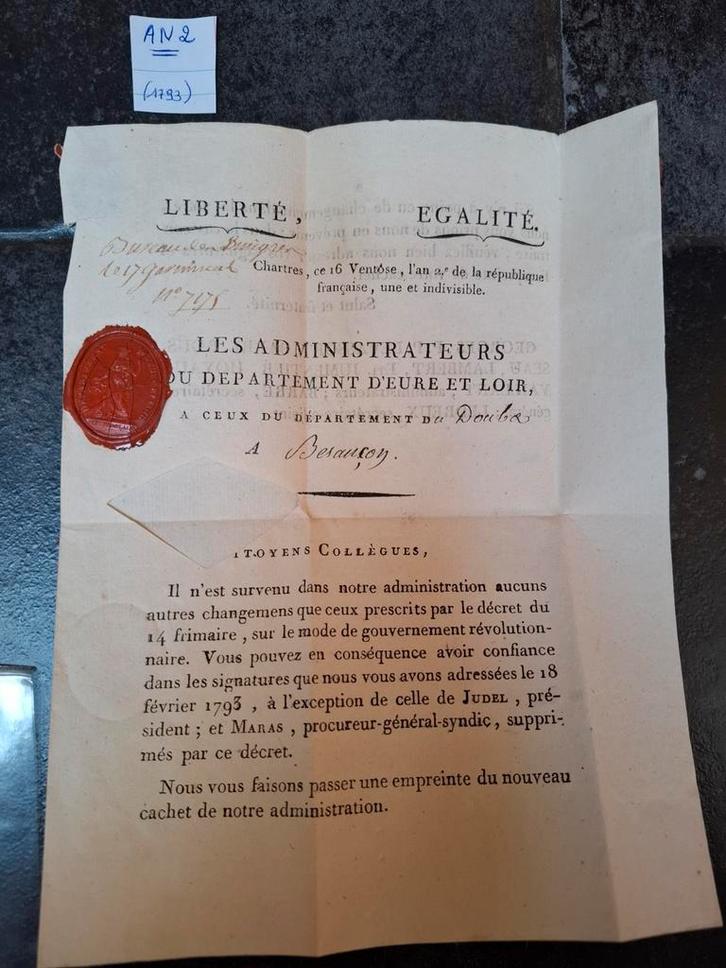 AN 2
(1793)
LIBERTÉ, EGALITÉ.
Bureau des Emigrés
le 17 Germinal
n° 7175
Chartres, ce 16 Ventôse, l'an 2.e de la république
française, une et indivisible.
LES ADMINISTRATEURS
DU DEPARTEMENT D'EURE ET LOIR,
A CEUX DU DÉPARTEMENT Du Doubs
A Besançon.
ITOYENS COLLÈGUES,
Il n'est survenu dans notre administration aucuns
autres changemens que ceux prescrits par le décret du
14 frimaire, sur le mode de gouvernement révolution-
naire. Vous pouvez en conséquence avoir confiance
dans les signatures que nous vous avons adressées le 18
février 1793, à l'exception de celle de JUDEL, pré-
sident; et MARAS, procureur-général-syndic, suppri-
més par ce décret.
Nous vous faisons passer une empreinte du nouveau
cachet de notre administration.